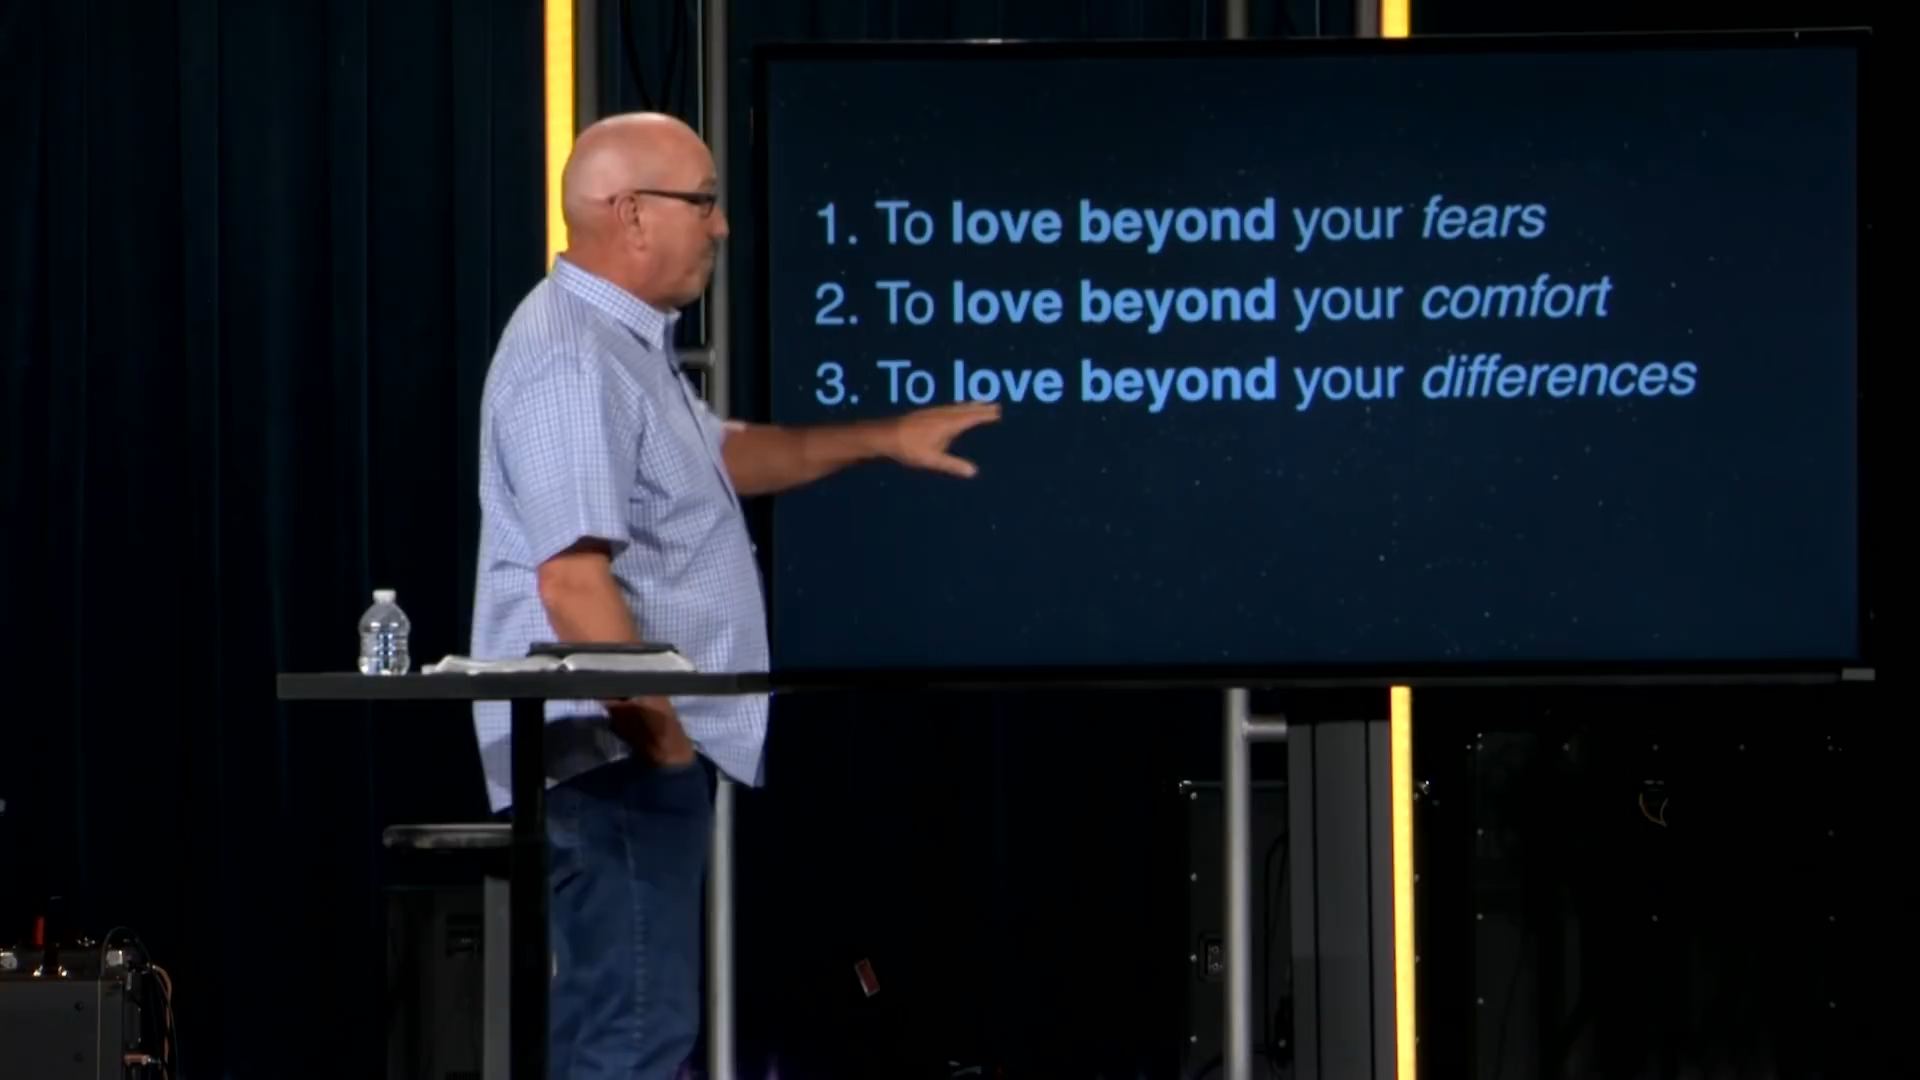 1. To love beyond your fears
2. To love beyond your comfort
3. To love beyond your differences